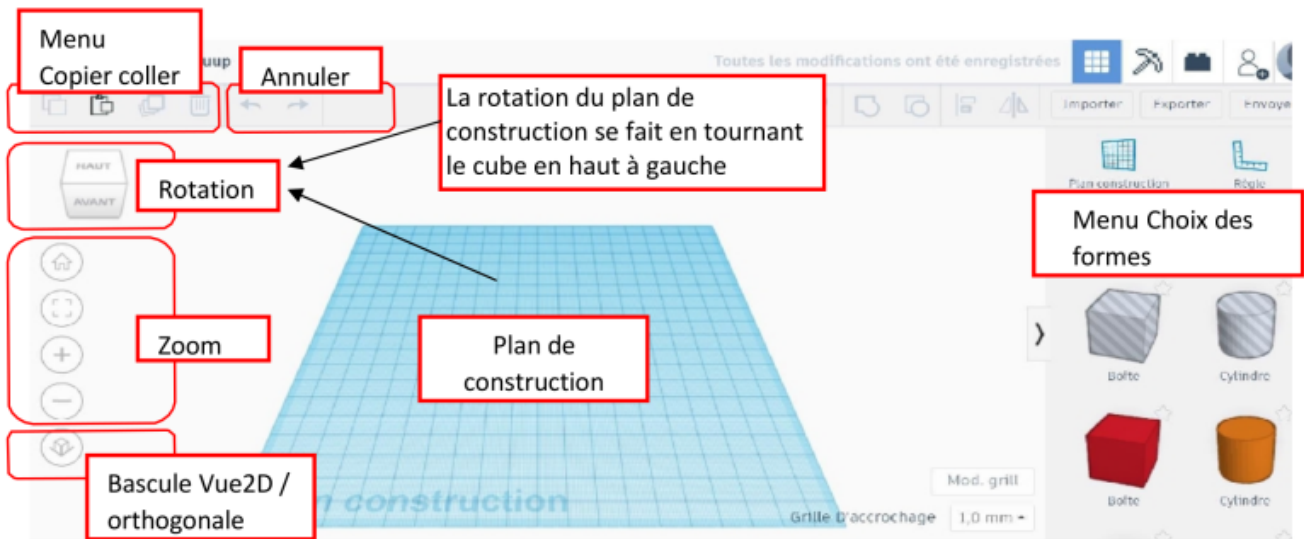 Menu
Copier coller
uup
Annuler
Toutes les modifications ont été enregistrées
La rotation du plan de
construction se fait en tournant
le cube en haut à gauche
Importer
Exporter
Envoye
HAUT
AVANT
Rotation
Plan construction
Règle
Menu Choix des
formes
Zoom
Plan de
construction
Boîte
Cylindre
Bascule Vue2D /
orthogonale
n construction
Mod. grill
Grille D'accrochage
1,0 mm
Boîte
Cylindre